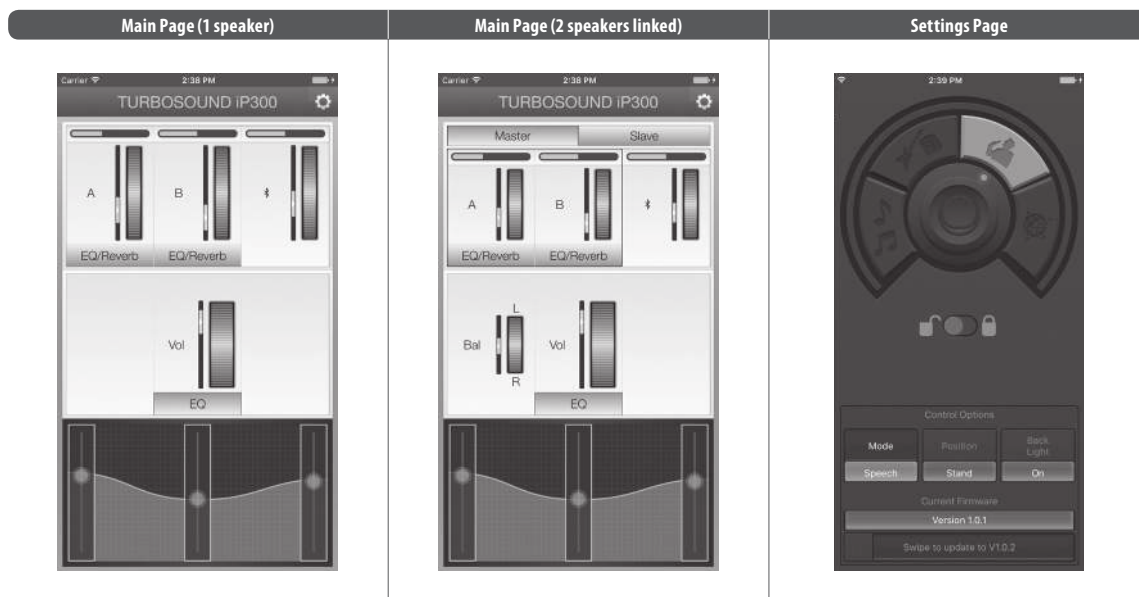 Main Page (1 speaker)
Main Page (2 speakers linked)
Settings Page
Carrier 2:38 PM
TURBOSOUND iP300
A
B
EQ/Reverb
EQ/Reverb
Vol
EQ
Carrier 2:38 PM
TURBOSOUND iP300
Master Slave
A
B
EQ/Reverb
EQ/Reverb
L
Bal
Vol
R
EQ
2:39 PM
Control Options
Mode Position Back
Light
Speech Stand On
Current Firmware
Version 1.0.1
Swipe to update to V1.0.2